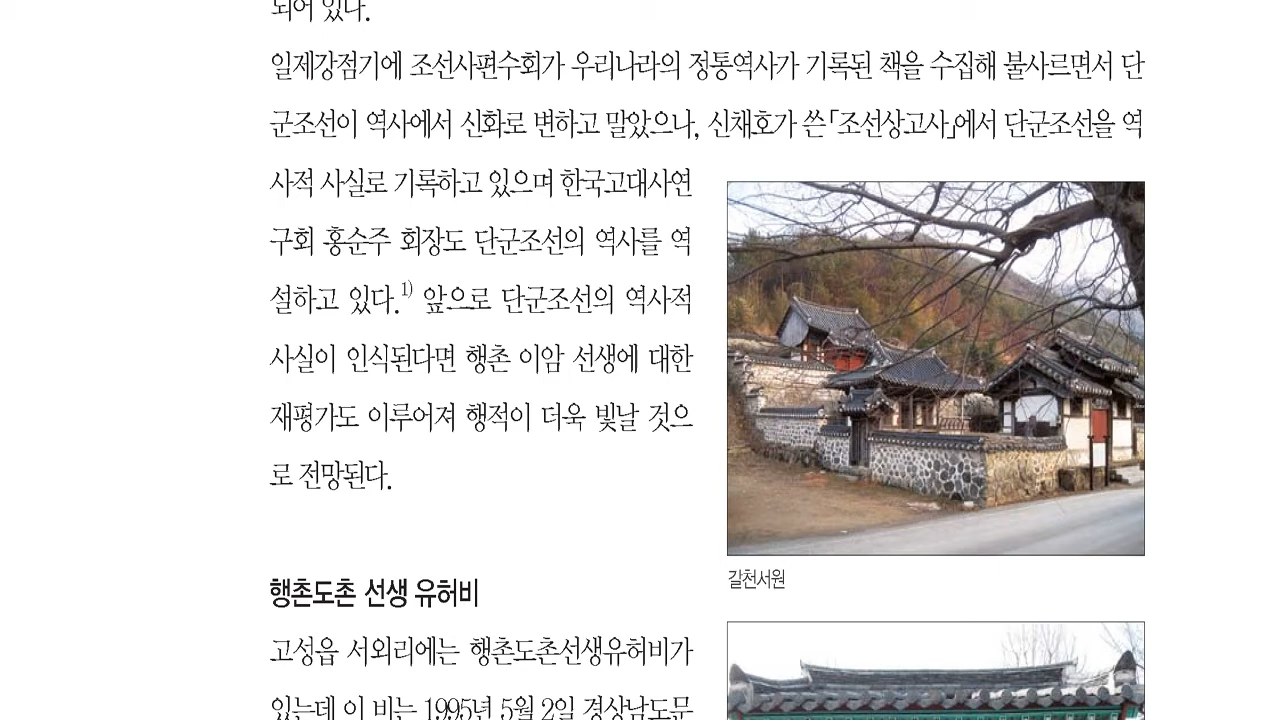 되어 있다.
일제강점기에 조선사편수회가 우리나라의 정통역사가 기록된 책을 수집해 불사르면서 단
군조선이 역사에서 신화로 변하고 말았으나, 신채호가 쓴「조선상고사」에서 단군조선을 역
사적 사실로 기록하고 있으며 한국고대사연
구회 홍순주 회장도 단군조선의 역사를 역
설하고 있다.1) 앞으로 단군조선의 역사적
사실이 인식된다면 행촌 이암 선생에 대한
재평가도 이루어져 행적이 더욱 빛날 것으
로 전망된다.
갈천서원
행촌도촌 선생 유허비
고성읍 서외리에는 행촌도촌선생유허비가
있는데 이 비는 1995년 5월 2일 경상남도문